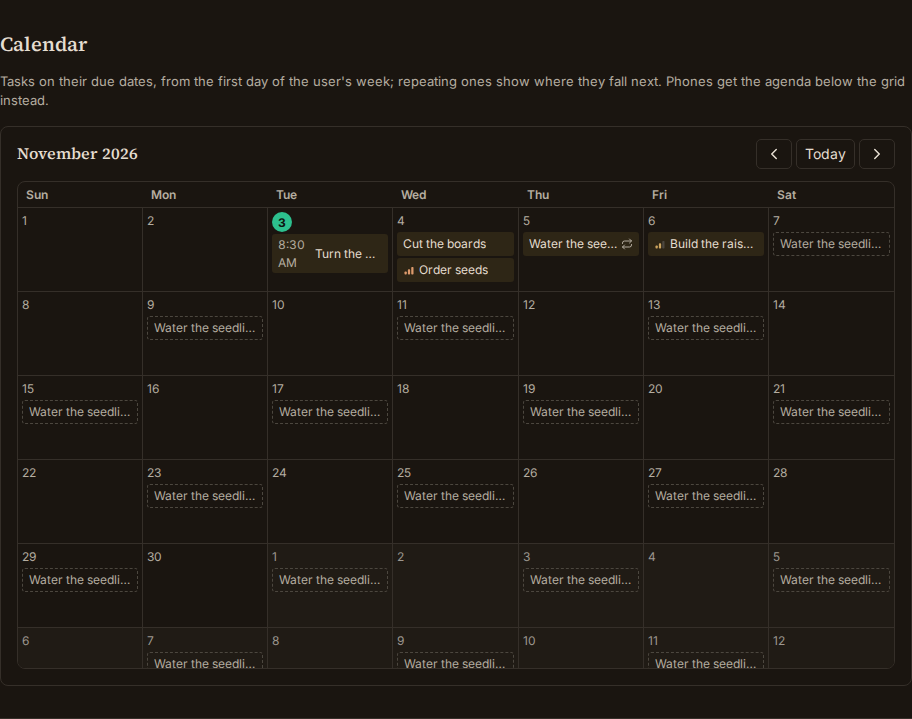 Calendar
Tasks on their due dates, from the first day of the user's week; repeating ones show where they fall next. Phones get the agenda below the grid
instead.
November 2026
Today
Sun Mon Tue Wed Thu Fri Sat
1 2 3 4 5 6 7
8:30 AM Turn the ...
Cut the boards
Order seeds
Water the see...
Build the rais...
Water the seedli...
8 9 10 11 12 13 14
Water the seedli... Water the seedli... Water the seedli...
15 16 17 18 19 20 21
Water the seedli... Water the seedli... Water the seedli... Water the seedli...
22 23 24 25 26 27 28
Water the seedli... Water the seedli... Water the seedli...
29 30 1 2 3 4 5
Water the seedli... Water the seedli... Water the seedli... Water the seedli...
6 7 8 9 10 11 12
Water the seedli... Water the seedli... Water the seedli...